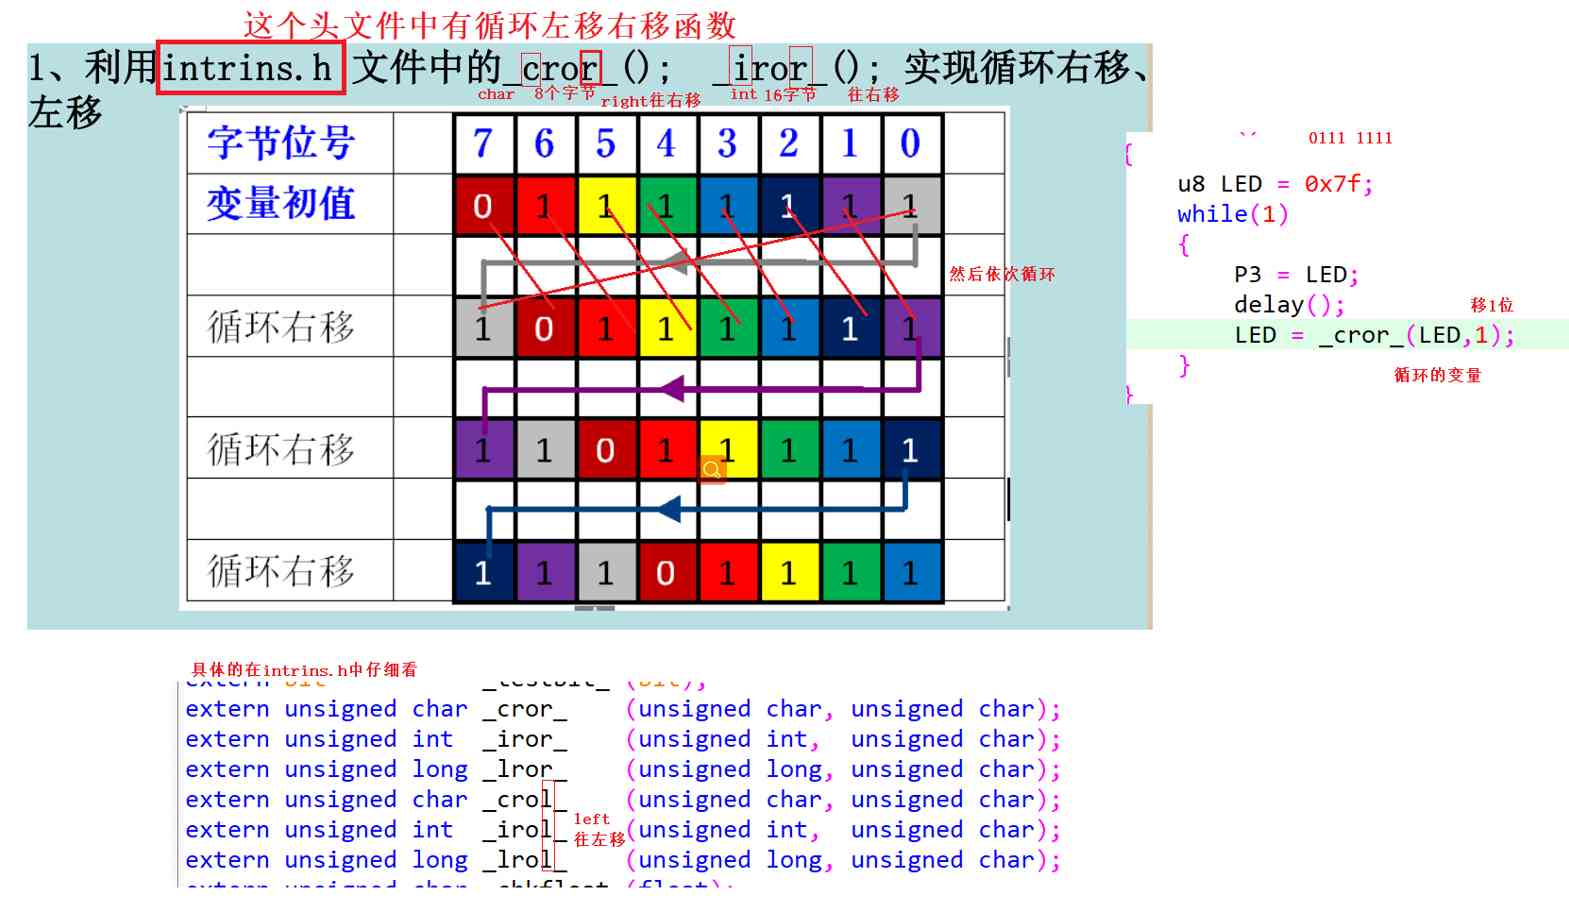 这个头文件中有循环左移右移函数
1、利用intrins.h 文件中的_cror_(); _iror_(); 实现循环右移、
char 8个字节 right往右移 int 16字节 往右移
左移
字节位号 7 6 5 4 3 2 1 0
变量初值 0 1 1 1 1 1 1 1
循环右移 1 0 1 1 1 1 1 1
循环右移 1 1 0 1 1 1 1 1
循环右移 1 1 1 0 1 1 1 1
然后依次循环
0111 1111
{
u8 LED = 0x7f;
while(1)
{
P3 = LED;
delay();
移1位
LED = _cror_(LED,1);
}
循环的变量
}
具体的在intrins.h中仔细看
extern bit _testbit_ (bit);
extern unsigned char _cror_ (unsigned char, unsigned char);
extern unsigned int _iror_ (unsigned int, unsigned char);
extern unsigned long _lror_ (unsigned long, unsigned char);
extern unsigned char _crol_ (unsigned char, unsigned char);
left
extern unsigned int _irol_ (unsigned int, unsigned char);
往左移
extern unsigned long _lrol_ (unsigned long, unsigned char);
extern unsigned char _chkfloat_ (float);